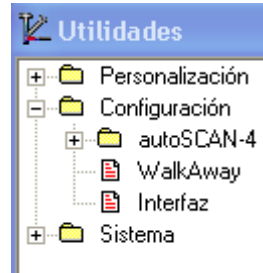 Utilidades
Personalización
Configuración
autoSCAN-4
WalkAway
Interfaz
Sistema